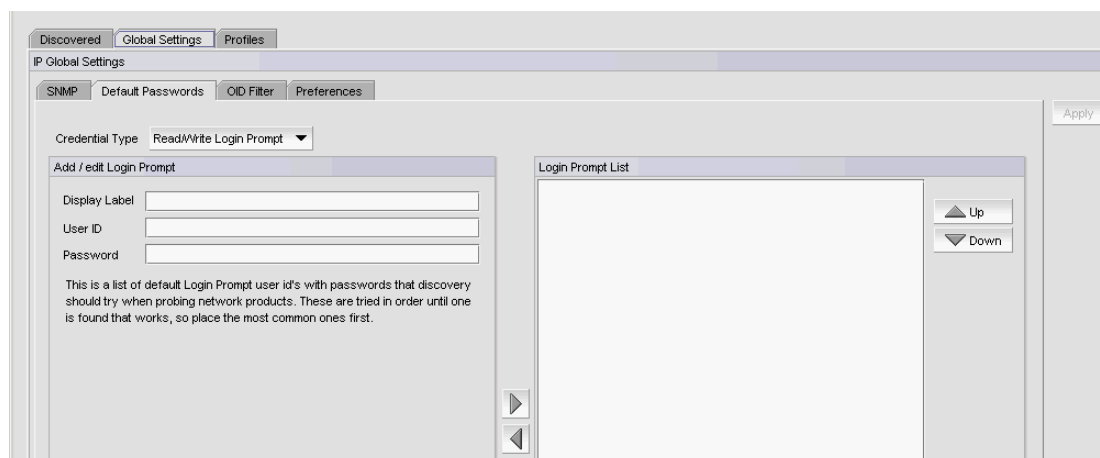 Discovered Global Settings Profiles
IP Global Settings
SNMP Default Passwords OID Filter Preferences
Apply
Credential Type Read/Write Login Prompt
Add / edit Login Prompt
Display Label
User ID
Password
This is a list of default Login Prompt user id's with passwords that discovery
should try when probing network products. These are tried in order until one
is found that works, so place the most common ones first.
Login Prompt List
Up
Down